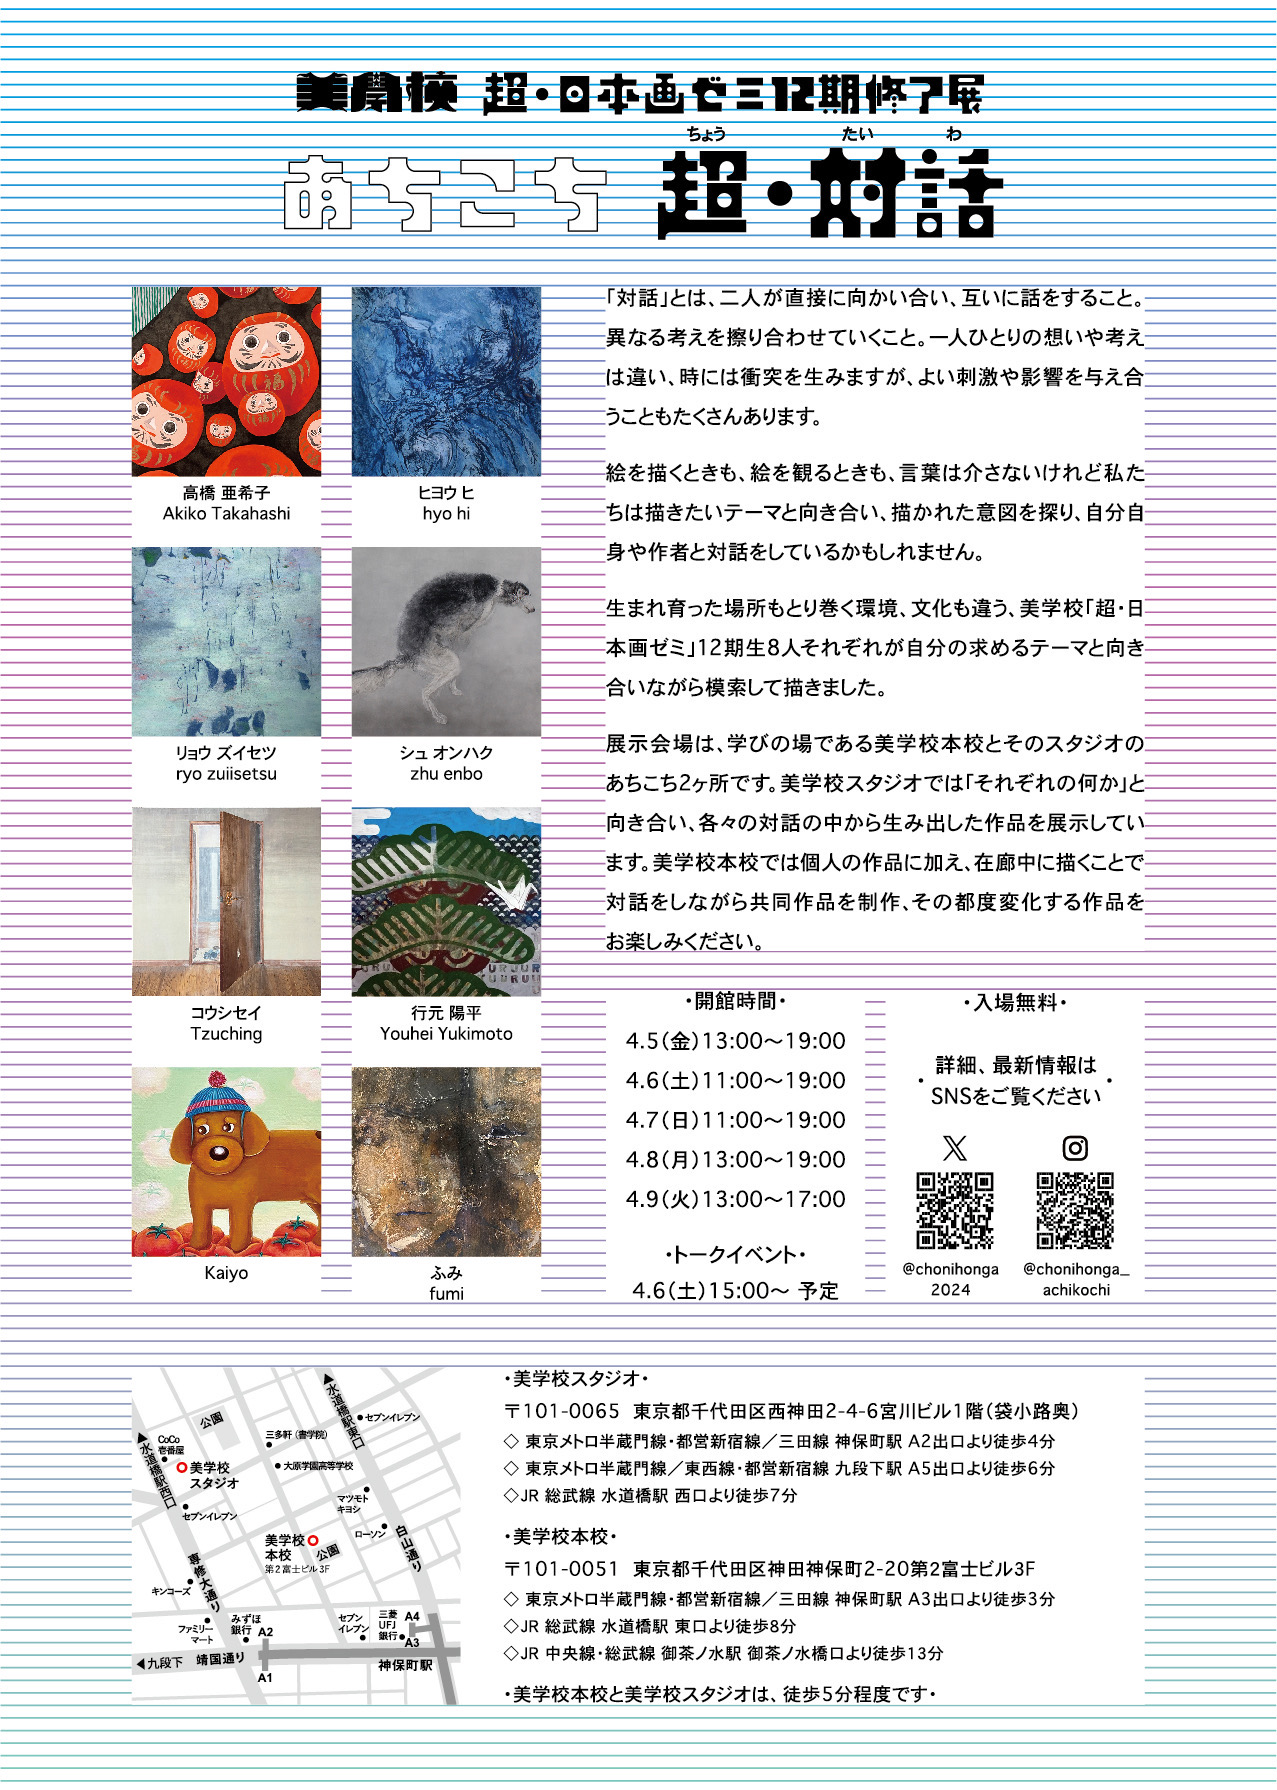 美學校 超・日本画ゼミ12期修了展
ちょう たい わ
あちこち 超・対話
「対話」とは、二人が直接に向かい合い、互いに話をすること。
異なる考えを擦り合わせていくこと。一人ひとりの想いや考え
は違い、時には衝突を生みますが、よい刺激や影響を与え合
うこともたくさんあります。
絵を描くときも、絵を観るときも、言葉は介さないけれど私た
ちは描きたいテーマと向き合い、描かれた意図を探り、自分自
身や作者と対話をしているかもしれません。
生まれ育った場所もとり巻く環境、文化も違う、美学校「超・日
本画ゼミ」12期生8人それぞれが自分の求めるテーマと向き
合いながら模索して描きました。
展示会場は、学びの場である美学校本校とそのスタジオの
あちこち2ヶ所です。美学校スタジオでは「それぞれの何か」と
向き合い、各々の対話の中から生み出した作品を展示してい
ます。美学校本校では個人の作品に加え、在廊中に描くことで
対話をしながら共同作品を制作、その都度変化する作品を
お楽しみください。
高橋 亜希子
Akiko Takahashi
ヒヨウ ヒ
hyo hi
リョウ ズイセツ
ryo zuiisetsu
シュ オンハク
zhu enbo
コウシセイ
Tzuching
行元 陽平
Youhei Yukimoto
Kaiyo
ふみ
fumi
・開館時間・
4.5(金)13:00〜19:00
4.6(土)11:00〜19:00
4.7(日)11:00〜19:00
4.8(月)13:00〜19:00
4.9(火)13:00〜17:00
・トークイベント・
4.6(土)15:00〜 予定
・入場無料・
・詳細、最新情報は
SNSをご覧ください・
@chonihonga
2024
@chonihonga_
achikochi
▲水道橋駅西口
▲水道橋駅東口
公園
CoCo
壱番屋
美学校
スタジオ
セブンイレブン
三多軒(書学院)
大原学園高等学校
セブンイレブン
マツモト
キヨシ
ローソン
美学校
本校
第2富士ビル3F
公園
白山通り
専修大通り
キンコーズ
ファミリー
マート
みずほ
銀行
A2
セブン
イレブン
三菱
UFJ
銀行
A4
A3
◀九段下
靖国通り
A1
神保町駅
・美学校スタジオ・
〒101-0065 東京都千代田区西神田2-4-6宮川ビル1階(袋小路奥)
◇ 東京メトロ半蔵門線・都営新宿線／三田線 神保町駅 A2出口より徒歩4分
◇ 東京メトロ半蔵門線／東西線・都営新宿線 九段下駅 A5出口より徒歩6分
◇JR 総武線 水道橋駅 西口より徒歩7分
・美学校本校・
〒101-0051 東京都千代田区神田神保町2-20第2富士ビル3F
◇ 東京メトロ半蔵門線・都営新宿線／三田線 神保町駅 A3出口より徒歩3分
◇JR 総武線 水道橋駅 東口より徒歩8分
◇JR 中央線・総武線 御茶ノ水駅 御茶ノ水橋口より徒歩13分
・美学校本校と美学校スタジオは、徒歩5分程度です・